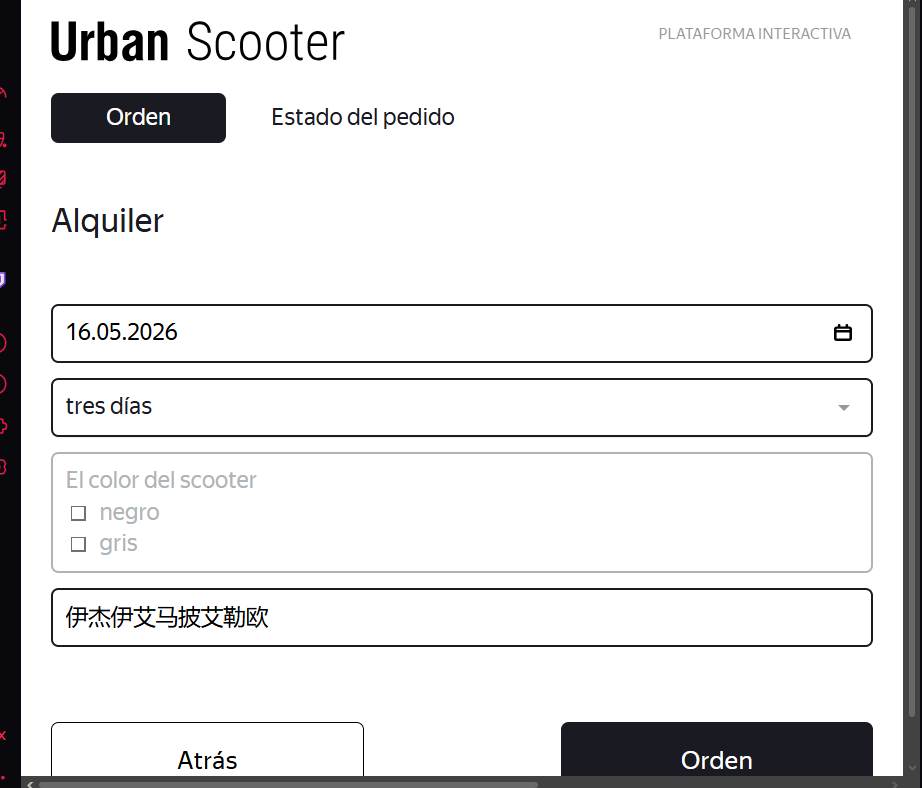 Urban Scooter
PLATAFORMA INTERACTIVA
Orden
Estado del pedido
Alquiler
16.05.2026
tres días
El color del scooter
negro
gris
伊杰伊艾马披艾勒欧
Atrás
Orden